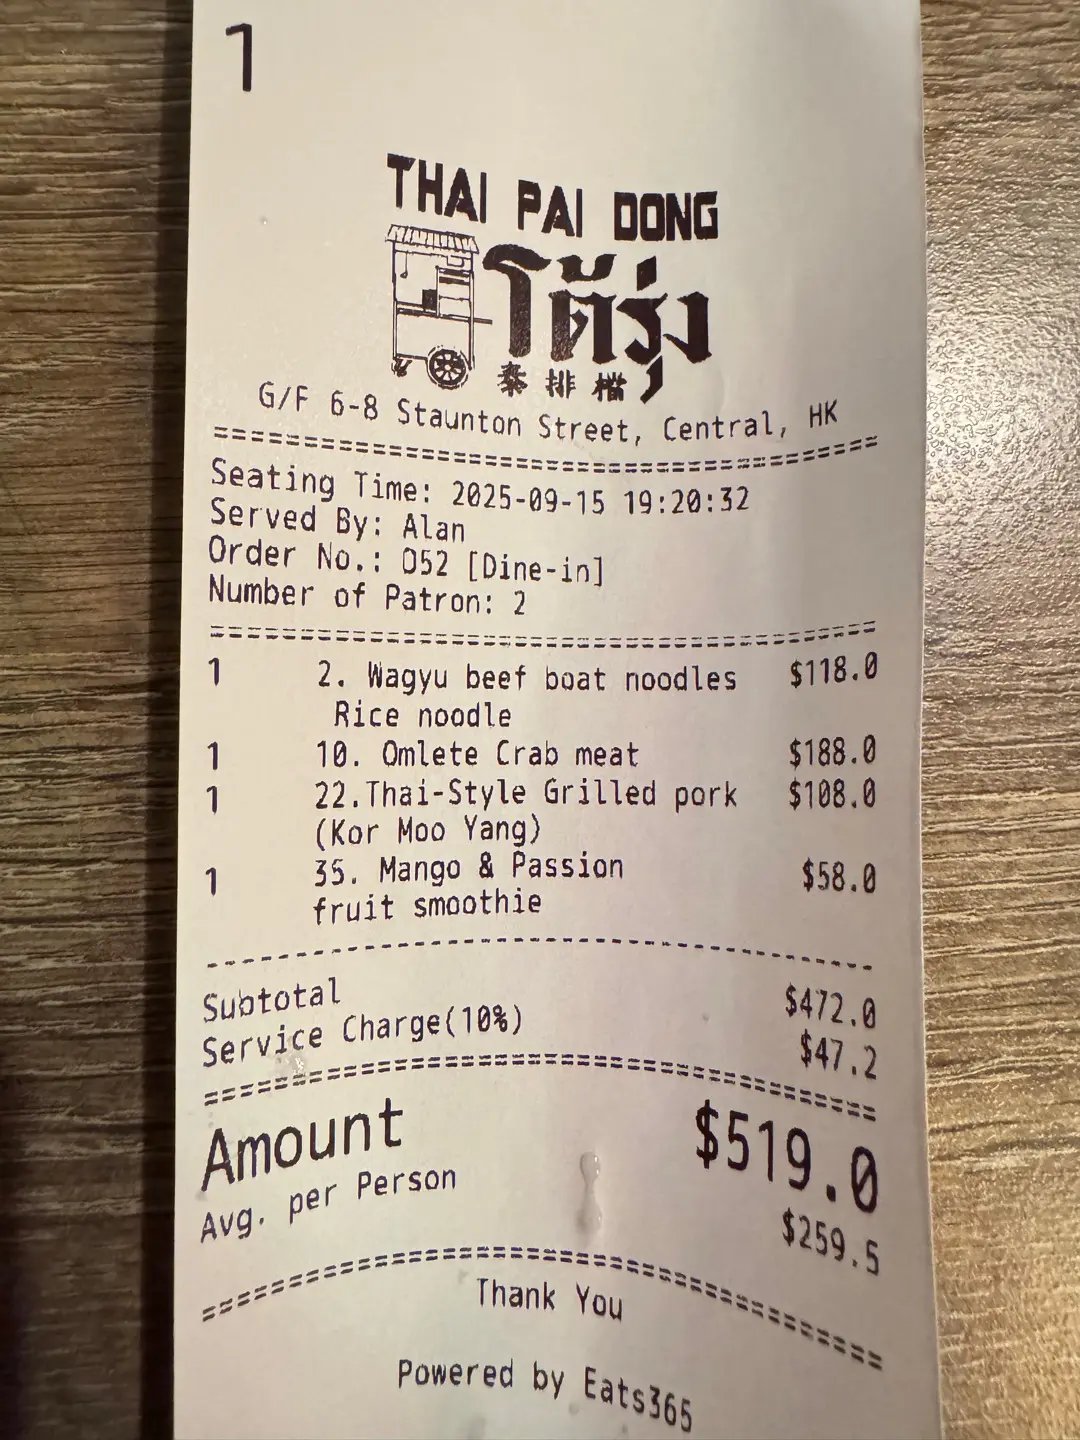 1
THAI PAI DONG
โต้รุ่ง
泰排檔
G/F 6-8 Staunton Street, Central, HK
=============================================
Seating Time: 2025-09-15 19:20:32
Served By: Alan
Order No.: 052 [Dine-in]
Number of Patron: 2
=============================================
1 2. Wagyu beef boat noodles $118.0
Rice noodle
1 10. Omlete Crab meat $188.0
1 22.Thai-Style Grilled pork $108.0
(Kor Moo Yang)
1 35. Mango & Passion $58.0
fruit smoothie
---------------------------------------------
Subtotal $472.0
Service Charge(10%) $47.2
=============================================
Amount $519.0
Avg. per Person $259.5
=============================================
Thank You
Powered by Eats365